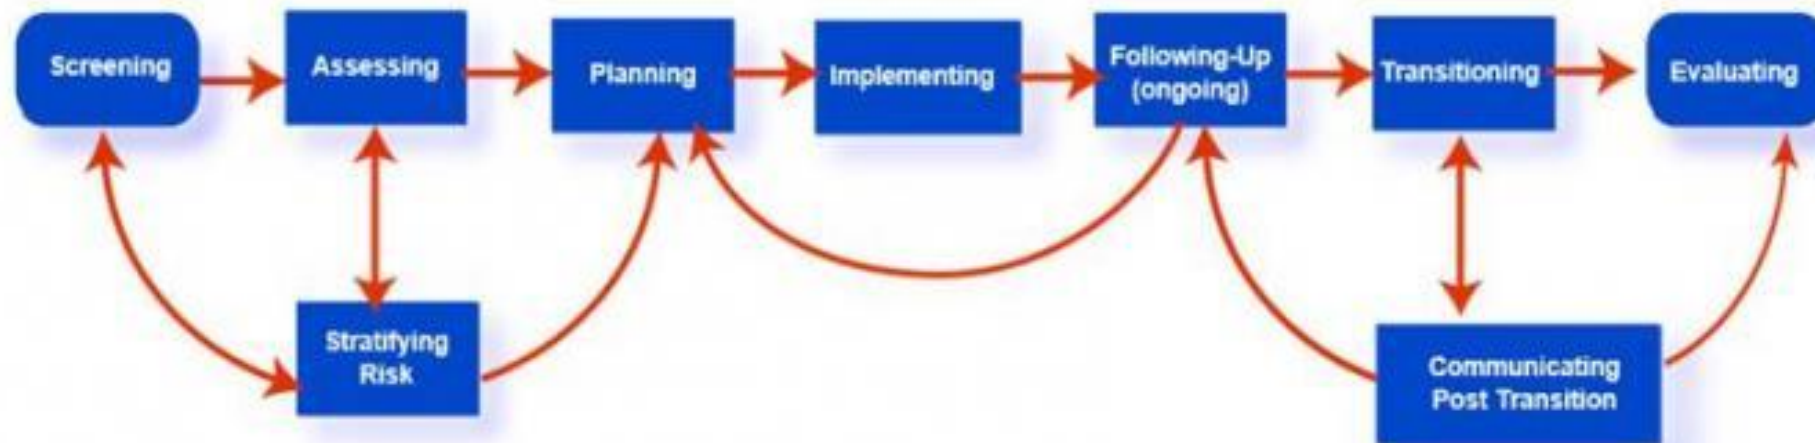 Screening
Assessing
Planning
Implementing
Following-Up
(ongoing)
Transitioning
Evaluating
Stratifying
Risk
Communicating
Post Transition